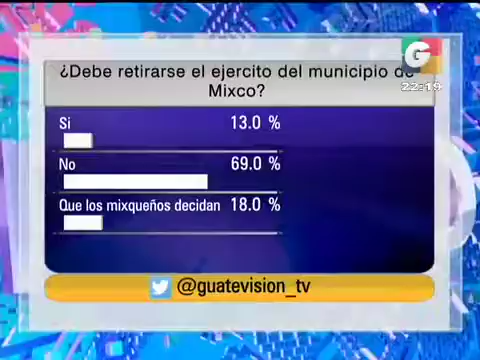 ¿Debe retirarse el ejercito del municipio de
Mixco?
G
22:19
Si 13.0 %
No 69.0 %
Que los mixqueños decidan 18.0 %
@guatevision_tv